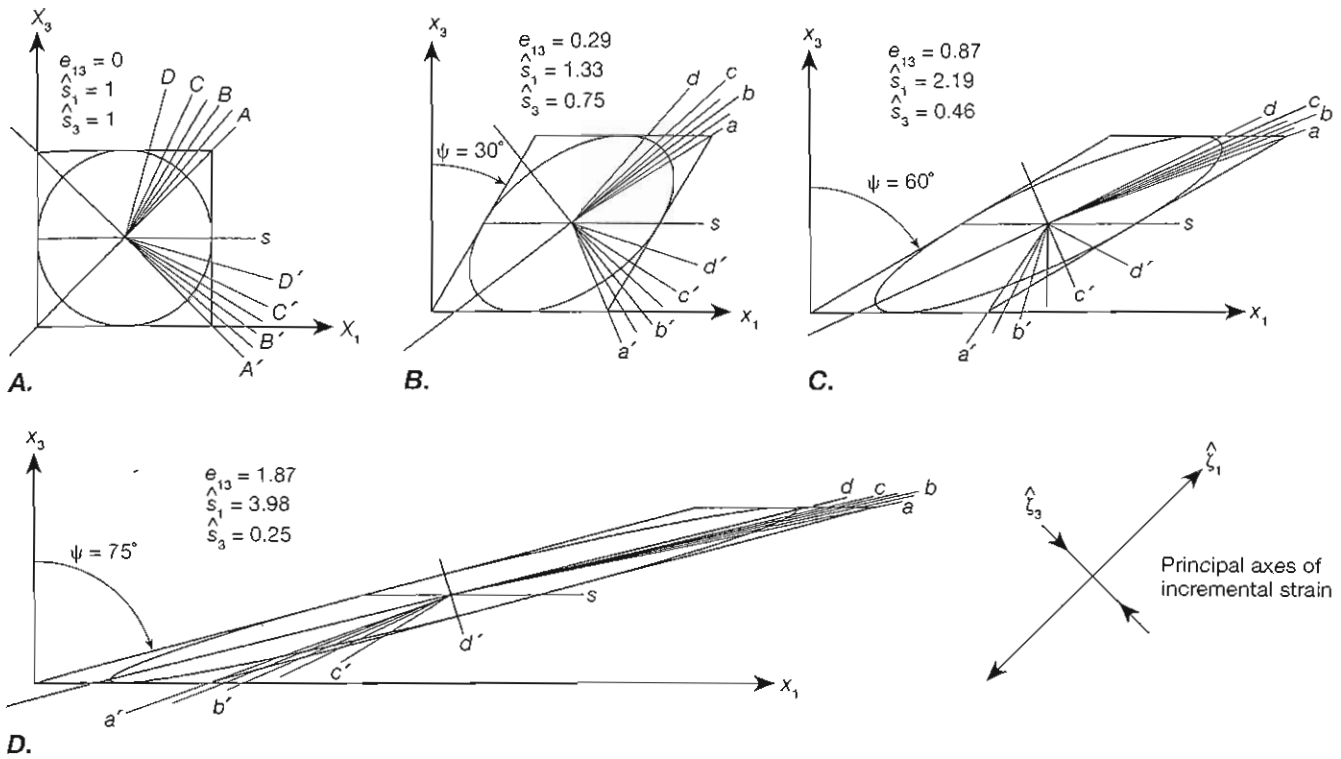 X₃
e₁₃ = 0
ŝ₁ = 1
ŝ₃ = 1
D
C
B
A
s
D′
C′
B′
A′
X₁
A.
x₃
e₁₃ = 0.29
ŝ₁ = 1.33
ŝ₃ = 0.75
ψ = 30°
d
c
b
a
s
d′
c′
b′
a′
x₁
B.
x₃
e₁₃ = 0.87
ŝ₁ = 2.19
ŝ₃ = 0.46
ψ = 60°
d
c
b
a
s
d′
c′
b′
a′
x₁
C.
x₃
e₁₃ = 1.87
ŝ₁ = 3.98
ŝ₃ = 0.25
ψ = 75°
d
c
b
a
s
d′
c′
b′
a′
x₁
D.
ζ̂₁
ζ̂₃
Principal axes of
incremental strain